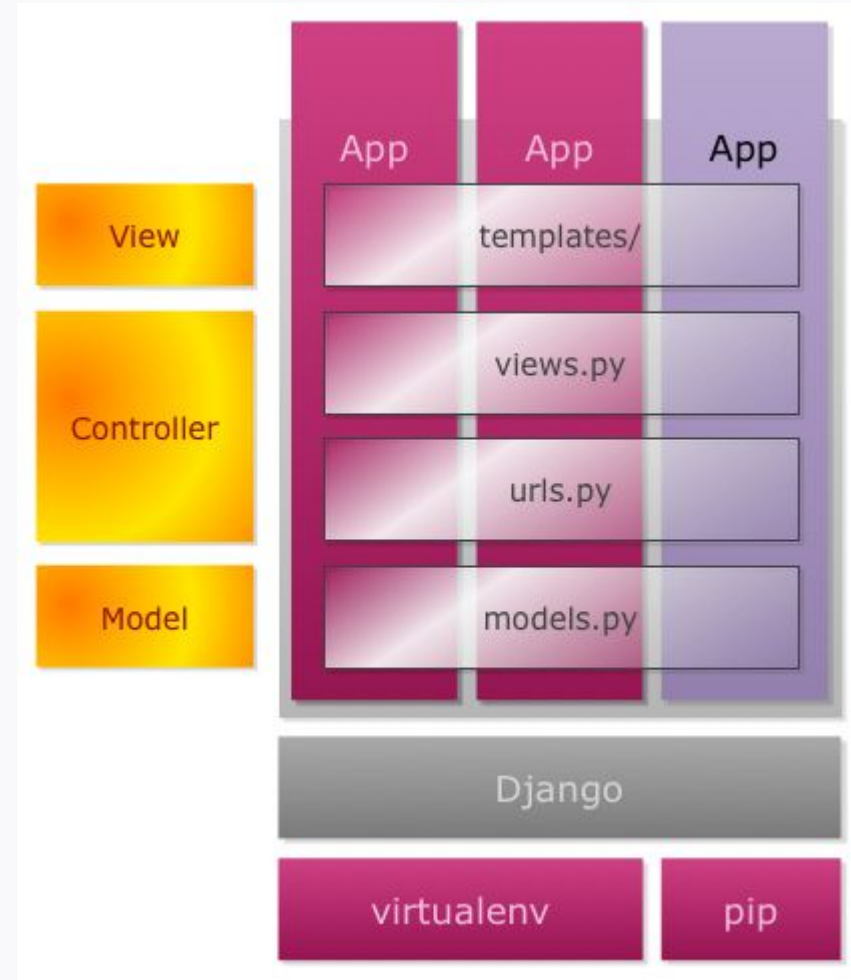 App
App
App
View
templates/
Controller
views.py
urls.py
Model
models.py
Django
virtualenv
pip